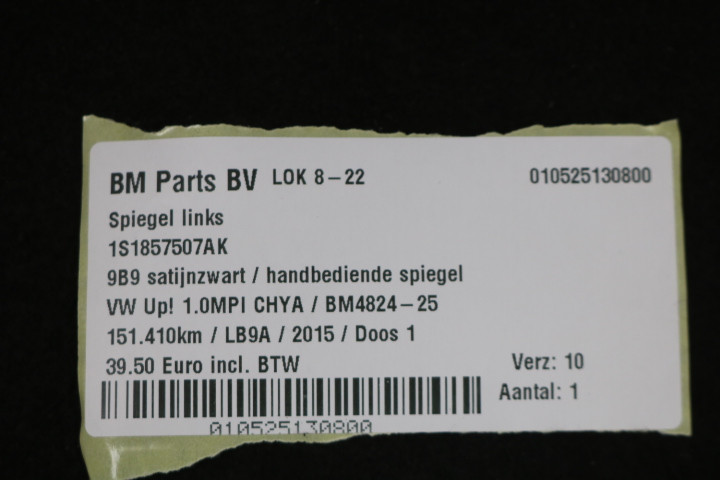 BM Parts BV LOK 8-22 010525130800
Spiegel links
1S1857507AK
9B9 satijnzwart / handbediende spiegel
VW Up! 1.0MPI CHYA / BM4824-25
151.410km / LB9A / 2015 / Doos 1
39.50 Euro incl. BTW Verz: 10
Aantal: 1
010525130800